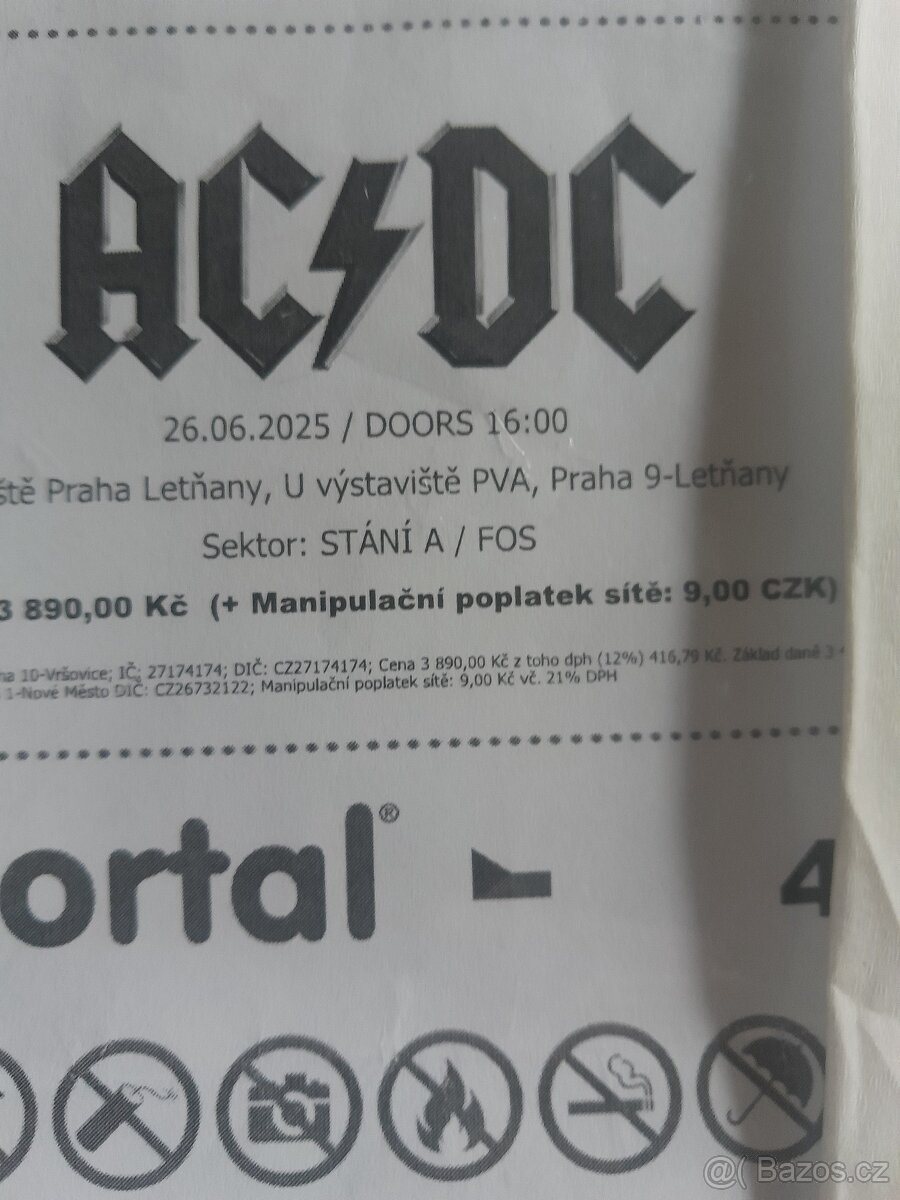 AC⚡DC
26.06.2025 / DOORS 16:00
ště Praha Letňany, U výstaviště PVA, Praha 9-Letňany
Sektor: STÁNÍ A / FOS
3 890,00 Kč (+ Manipulační poplatek sítě: 9,00 CZK)
ha 10-Vršovice; IČ: 27174174; DIČ: CZ27174174; Cena 3 890,00 Kč z toho dph (12%) 416,79 Kč. Základ daně 3
1-Nové Město DIČ: CZ26732122; Manipulační poplatek sítě: 9,00 Kč vč. 21% DPH
ortal®
4
@( Bazos.cz